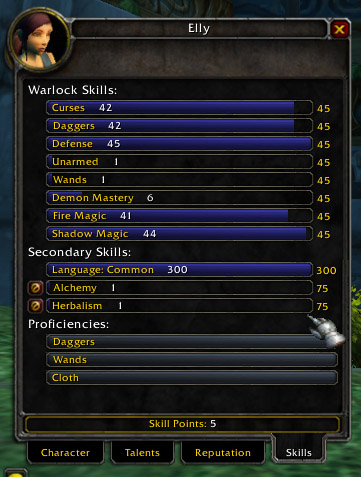 Elly
Warlock Skills:
Curses 42 45
Daggers 42 45
Defense 45 45
Unarmed 1 45
Wands 1 45
Demon Mastery 6 45
Fire Magic 41 45
Shadow Magic 44 45
Secondary Skills:
Language: Common 300 300
Alchemy 1 75
Herbalism 1 75
Proficiencies:
Daggers
Wands
Cloth
Skill Points: 5
Character Talents Reputation Skills